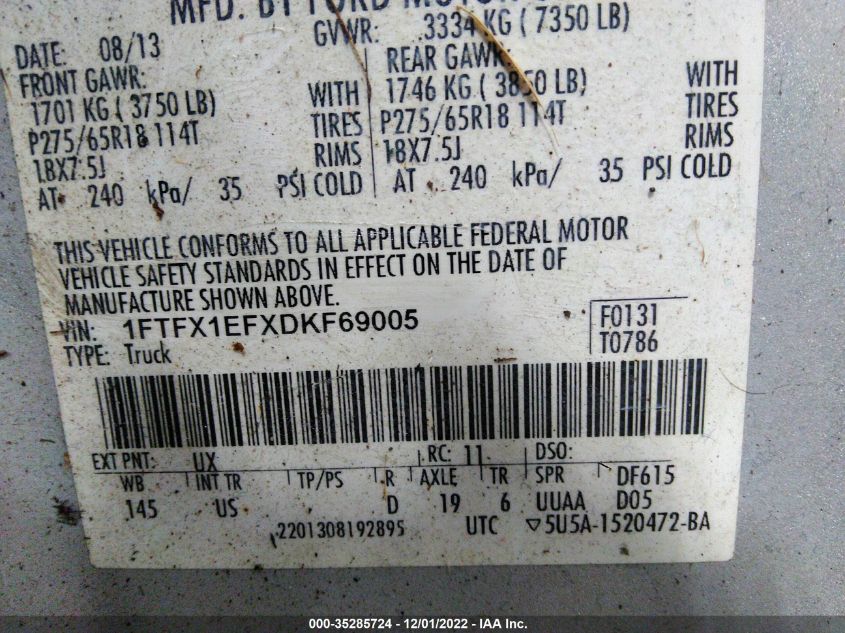 MFD. BY FORD MOTOR
DATE: 08/13 GVWR: 3334 KG ( 7350 LB)
FRONT GAWR: REAR GAWR:
1701 KG ( 3750 LB) WITH 1746 KG ( 3850 LB) WITH
P275/65R18 114T TIRES P275/65R18 114T TIRES
18X7.5J RIMS 18X7.5J RIMS
AT 240 kPa/ 35 PSI COLD AT 240 kPa/ 35 PSI COLD
THIS VEHICLE CONFORMS TO ALL APPLICABLE FEDERAL MOTOR
VEHICLE SAFETY STANDARDS IN EFFECT ON THE DATE OF
MANUFACTURE SHOWN ABOVE.
VIN: 1FTFX1EFXDKF69005 F0131
TYPE: Truck T0786
EXT PNT: UX RC: 11 DSO:
WB INT TR TP/PS R AXLE TR SPR DF615
145 US D 19 6 UUAA D05
2201308192895 UTC ▽5U5A-1520472-BA
000-35285724 - 12/01/2022 - IAA Inc.